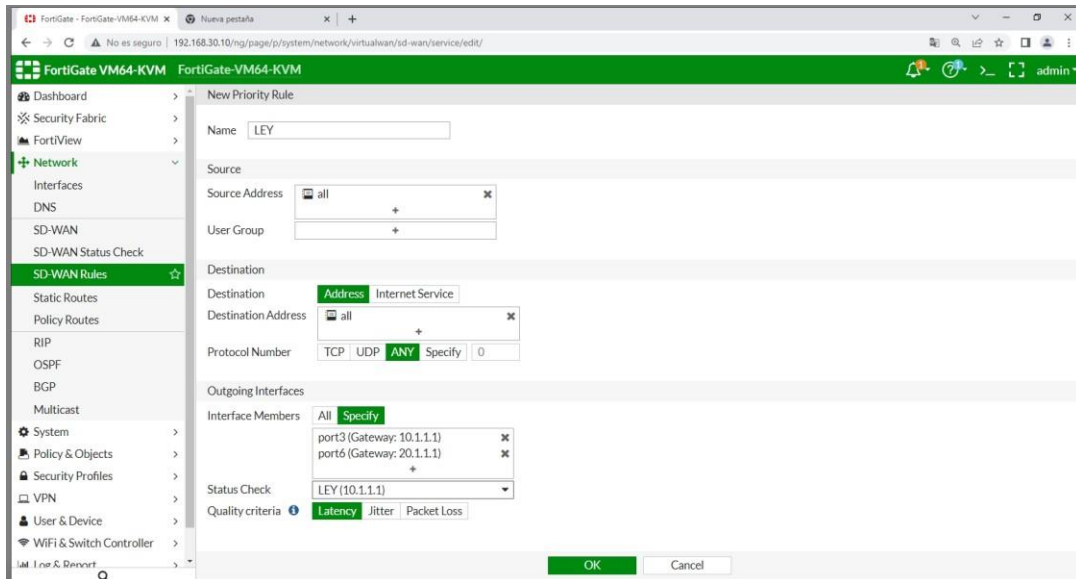 FortiGate - FortiGate-VM64-KVM × Nueva pestaña × +
No es seguro | 192.168.30.10/ng/page/p/system/network/virtualwan/sd-wan/service/edit/
FortiGate VM64-KVM FortiGate-VM64-KVM 1 1 >_ admin
Dashboard
Security Fabric
FortiView
Network
Interfaces
DNS
SD-WAN
SD-WAN Status Check
SD-WAN Rules
Static Routes
Policy Routes
RIP
OSPF
BGP
Multicast
System
Policy & Objects
Security Profiles
VPN
User & Device
WiFi & Switch Controller
Log & Report
New Priority Rule
Name LEY
Source
Source Address all
+
User Group +
Destination
Destination Address Internet Service
Destination Address all
+
Protocol Number TCP UDP ANY Specify 0
Outgoing Interfaces
Interface Members All Specify
port3 (Gateway: 10.1.1.1)
port6 (Gateway: 20.1.1.1)
+
Status Check LEY (10.1.1.1)
Quality criteria Latency Jitter Packet Loss
OK Cancel